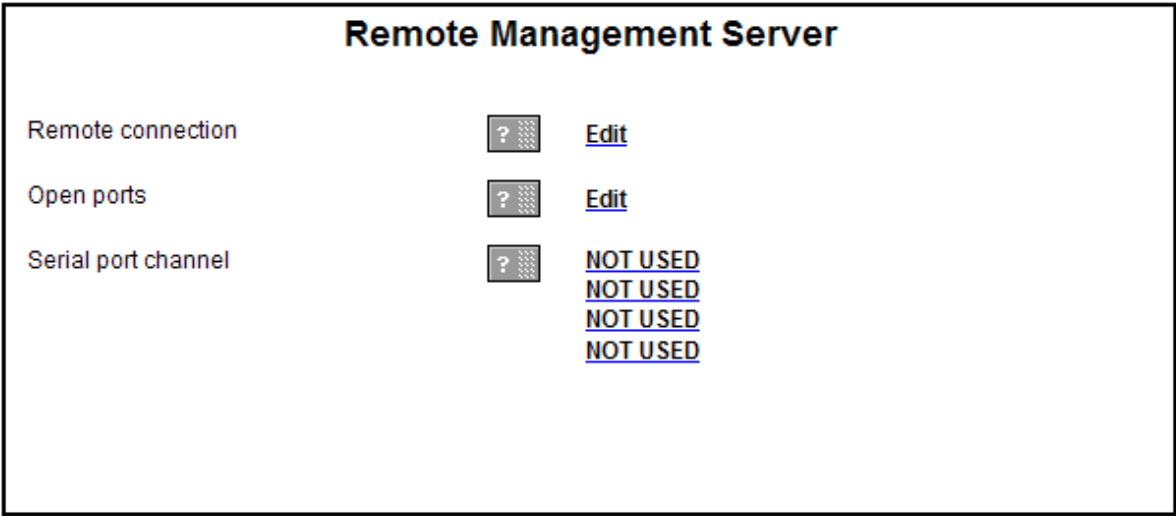 Remote Management Server
Remote connection ? Edit
Open ports ? Edit
Serial port channel ? NOT USED
NOT USED
NOT USED
NOT USED